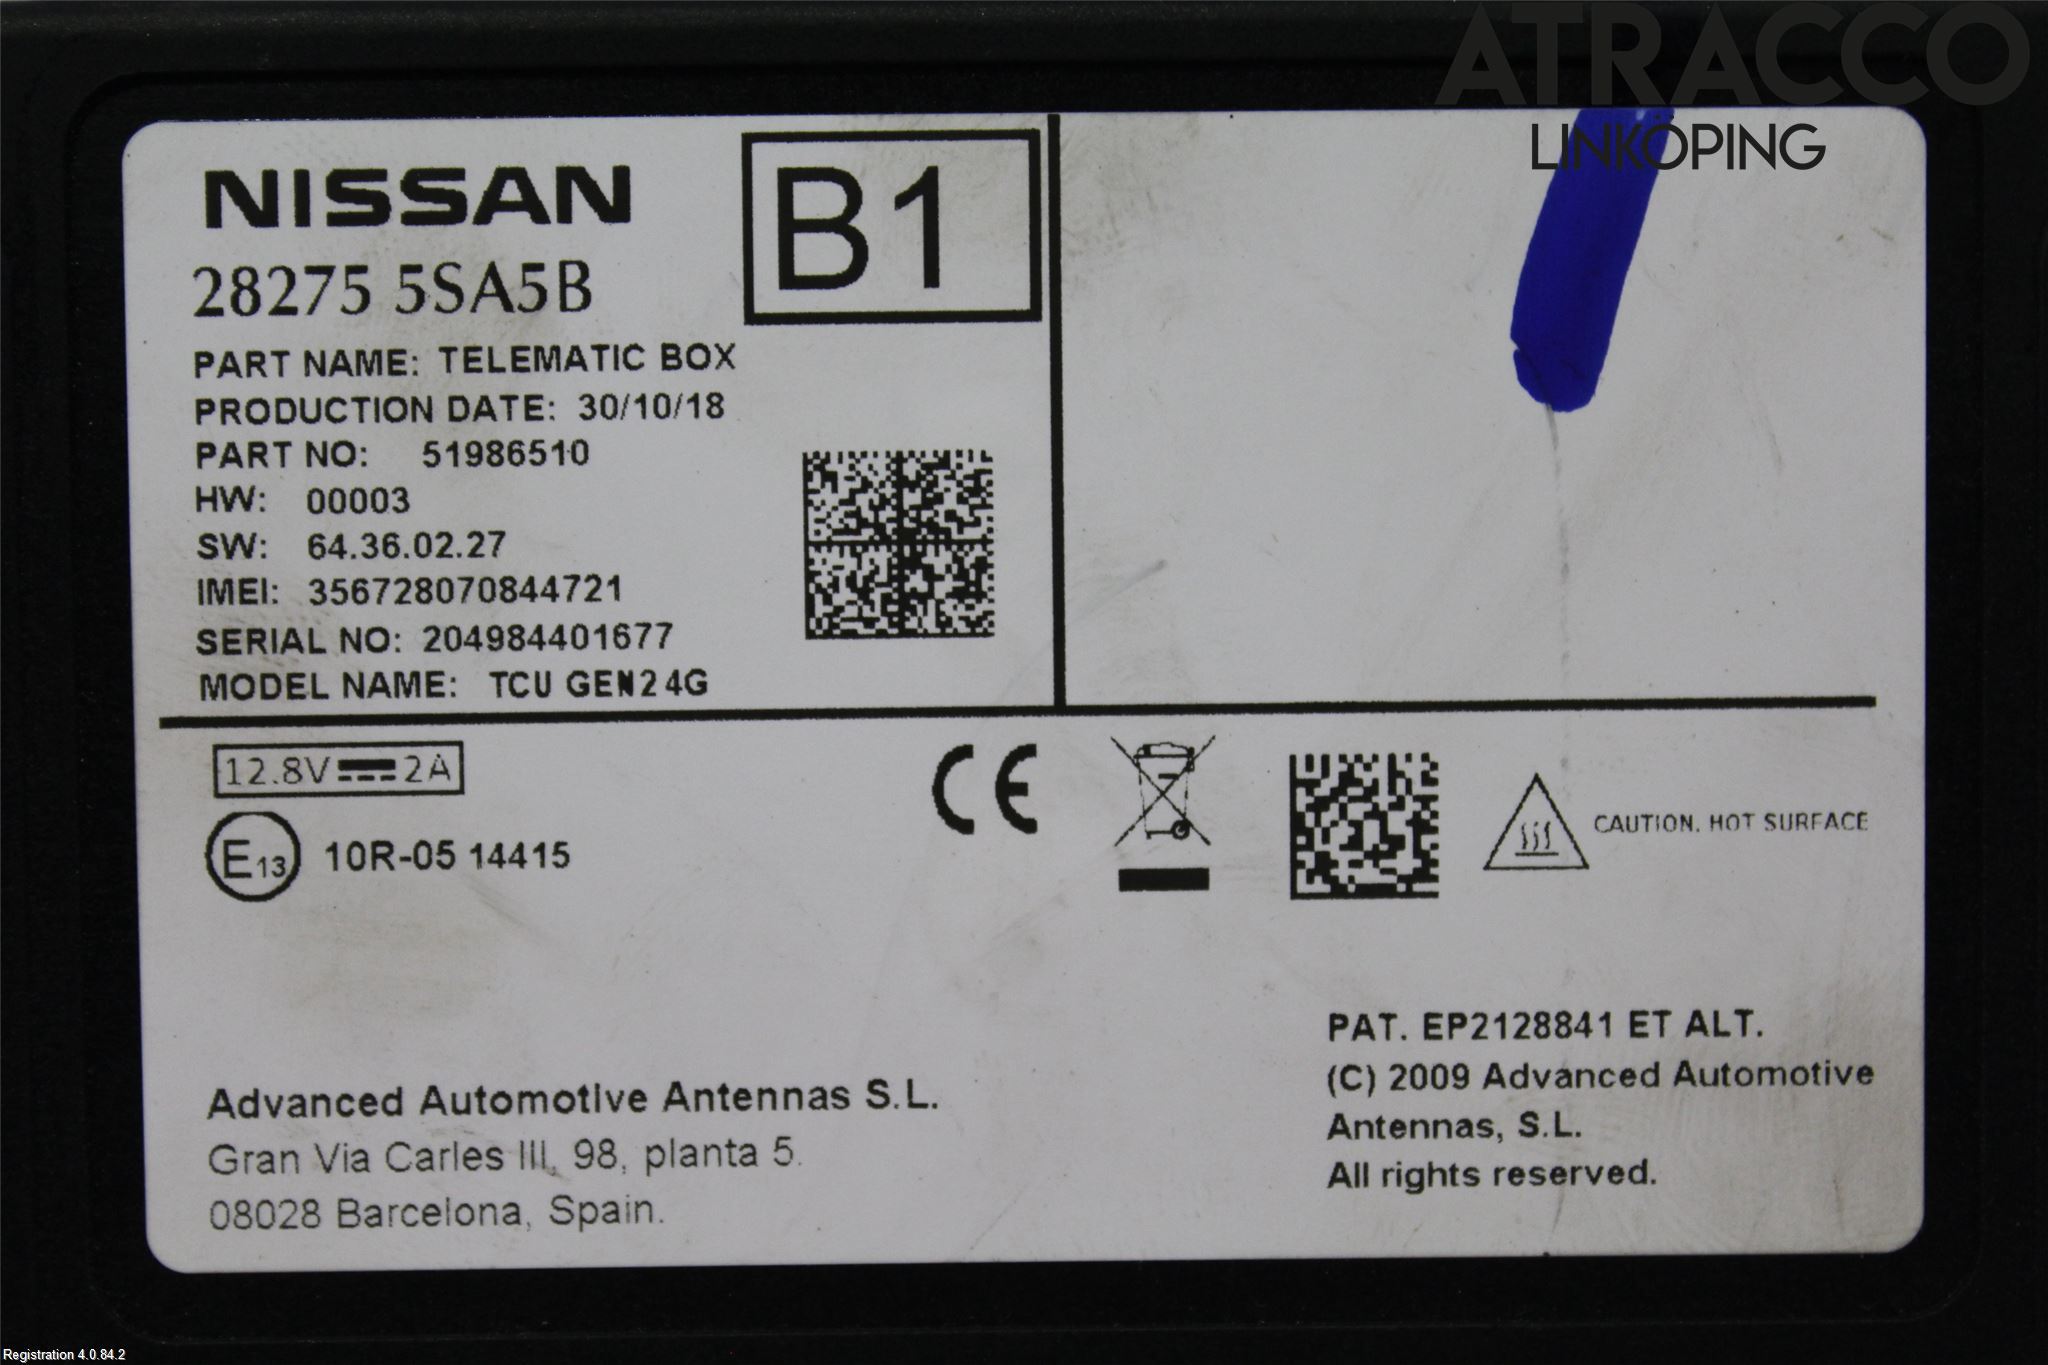 ATRACCO
LINKÖPING
NISSAN
B1
28275 5SA5B
PART NAME: TELEMATIC BOX
PRODUCTION DATE: 30/10/18
PART NO: 51986510
HW: 00003
SW: 64.36.02.27
IMEI: 356728070844721
SERIAL NO: 204984401677
MODEL NAME: TCU GEN2 4G
12.8V 2A
CE
CAUTION. HOT SURFACE
E13 10R-05 14415
PAT. EP2128841 ET ALT.
(C) 2009 Advanced Automotive
Antennas, S.L.
All rights reserved.
Advanced Automotive Antennas S.L.
Gran Via Carles III, 98, planta 5.
08028 Barcelona, Spain.
Registration 4.0.84.2